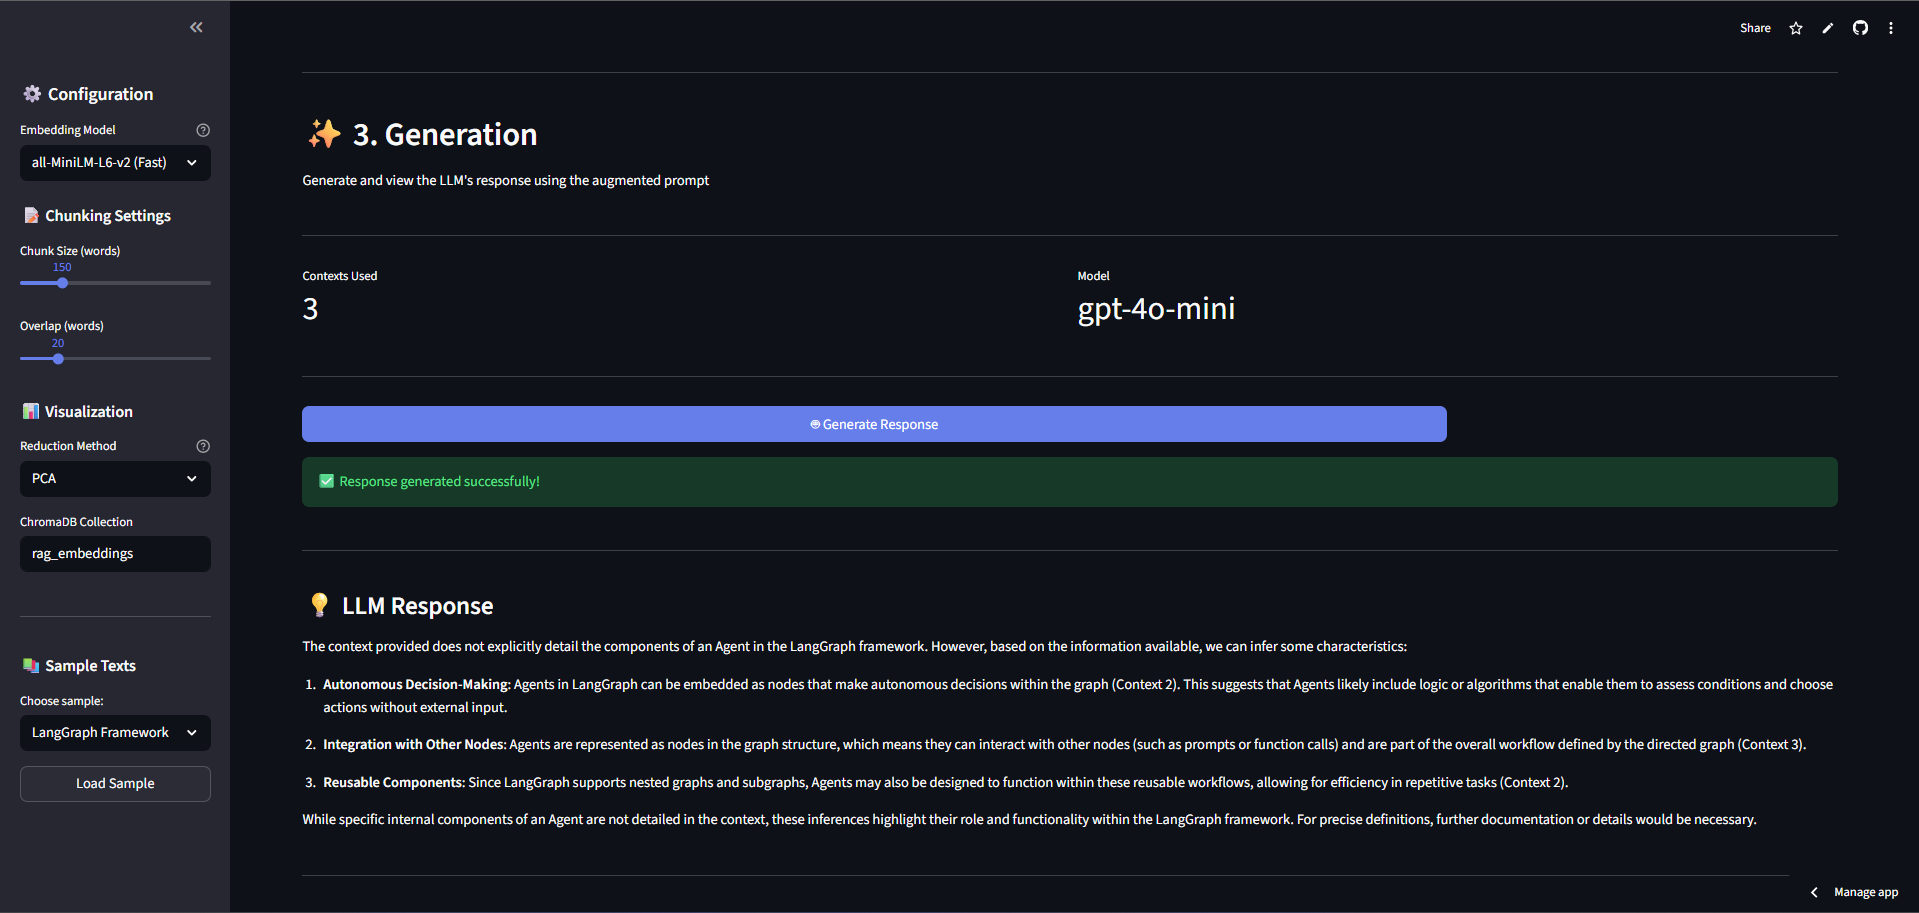 Share
Configuration
Embedding Model
all-MiniLM-L6-v2 (Fast)
Chunking Settings
Chunk Size (words)
150
Overlap (words)
20
Visualization
Reduction Method
PCA
ChromaDB Collection
rag_embeddings
Sample Texts
Choose sample:
LangGraph Framework
Load Sample
3. Generation
Generate and view the LLM's response using the augmented prompt
Contexts Used
3
Model
gpt-4o-mini
Generate Response
Response generated successfully!
LLM Response
The context provided does not explicitly detail the components of an Agent in the LangGraph framework. However, based on the information available, we can infer some characteristics:
1. Autonomous Decision-Making: Agents in LangGraph can be embedded as nodes that make autonomous decisions within the graph (Context 2). This suggests that Agents likely include logic or algorithms that enable them to assess conditions and choose
actions without external input.
2. Integration with Other Nodes: Agents are represented as nodes in the graph structure, which means they can interact with other nodes (such as prompts or function calls) and are part of the overall workflow defined by the directed graph (Context 3).
3. Reusable Components: Since LangGraph supports nested graphs and subgraphs, Agents may also be designed to function within these reusable workflows, allowing for efficiency in repetitive tasks (Context 2).
While specific internal components of an Agent are not detailed in the context, these inferences highlight their role and functionality within the LangGraph framework. For precise definitions, further documentation or details would be necessary.
Manage app